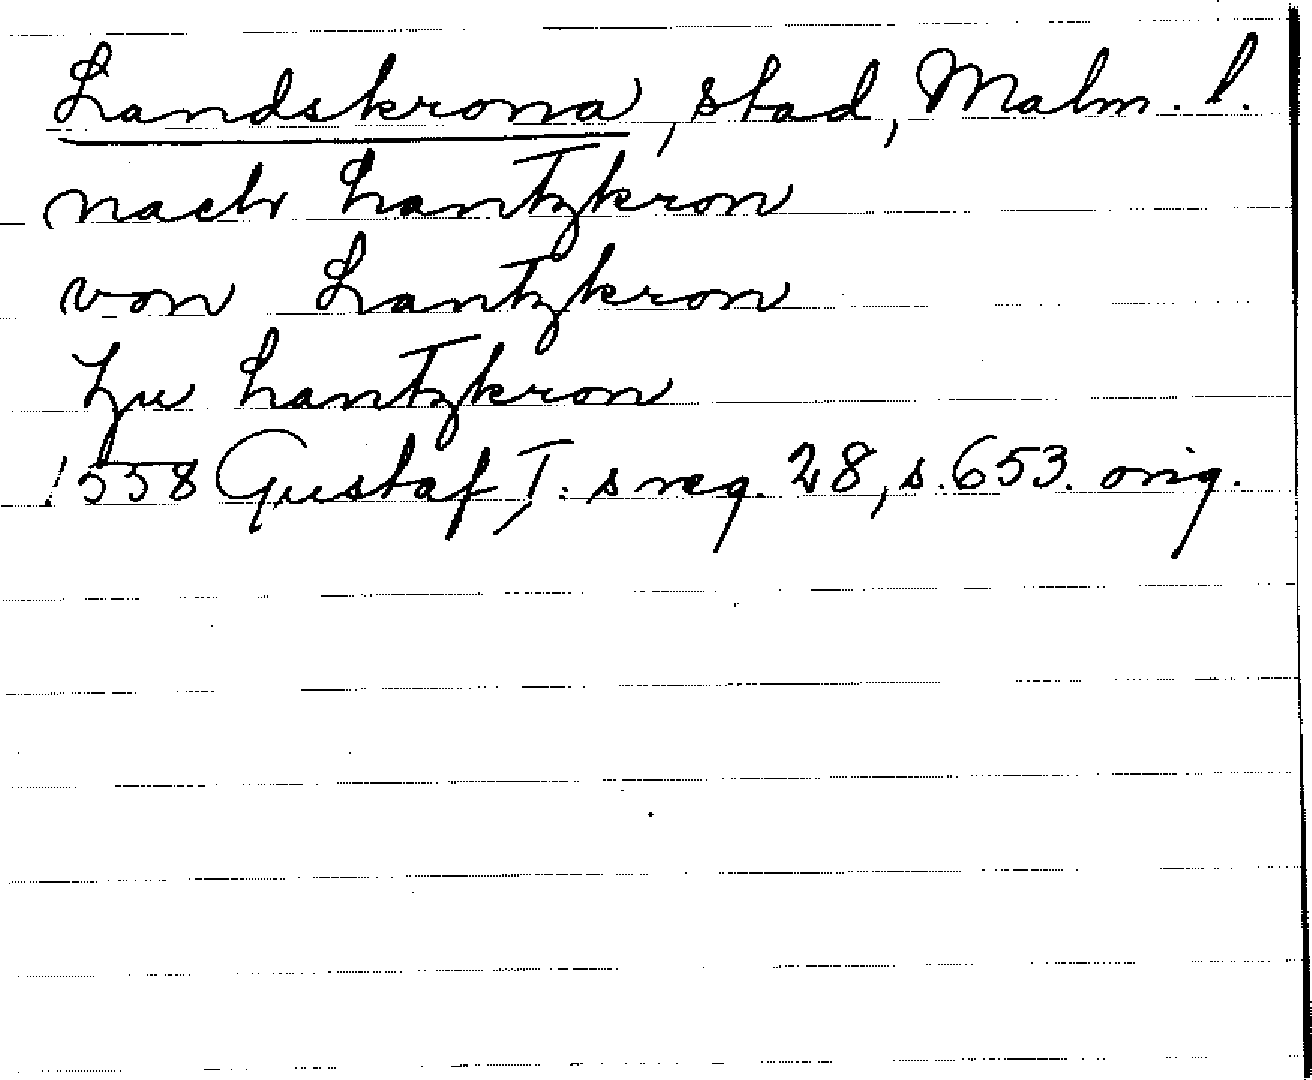 Landskrona, stad, Malm. l.
nach Lantzkron
von Lantzkron
zu Lantzkron
1558 Gustaf I:s reg. 28, s. 653. orig.